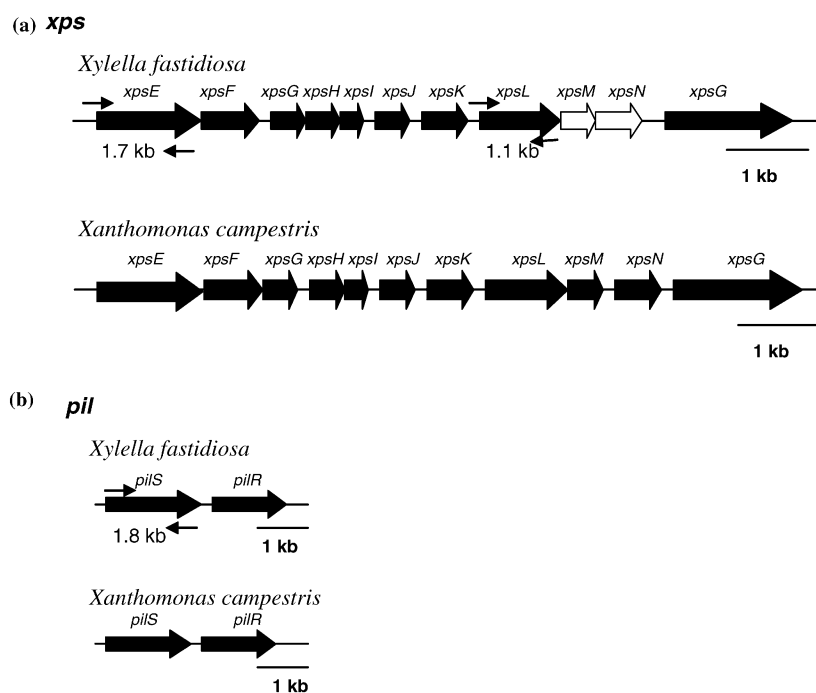 (a) xps
Xylella fastidiosa
xpsE xpsF xpsG xpsH xpsI xpsJ xpsK xpsL xpsM xpsN xpsG
1.7 kb 1.1 kb
1 kb
Xanthomonas campestris
xpsE xpsF xpsG xpsH xpsI xpsJ xpsK xpsL xpsM xpsN xpsG
1 kb
(b) pil
Xylella fastidiosa
pilS pilR
1.8 kb 1 kb
Xanthomonas campestris
pilS pilR
1 kb